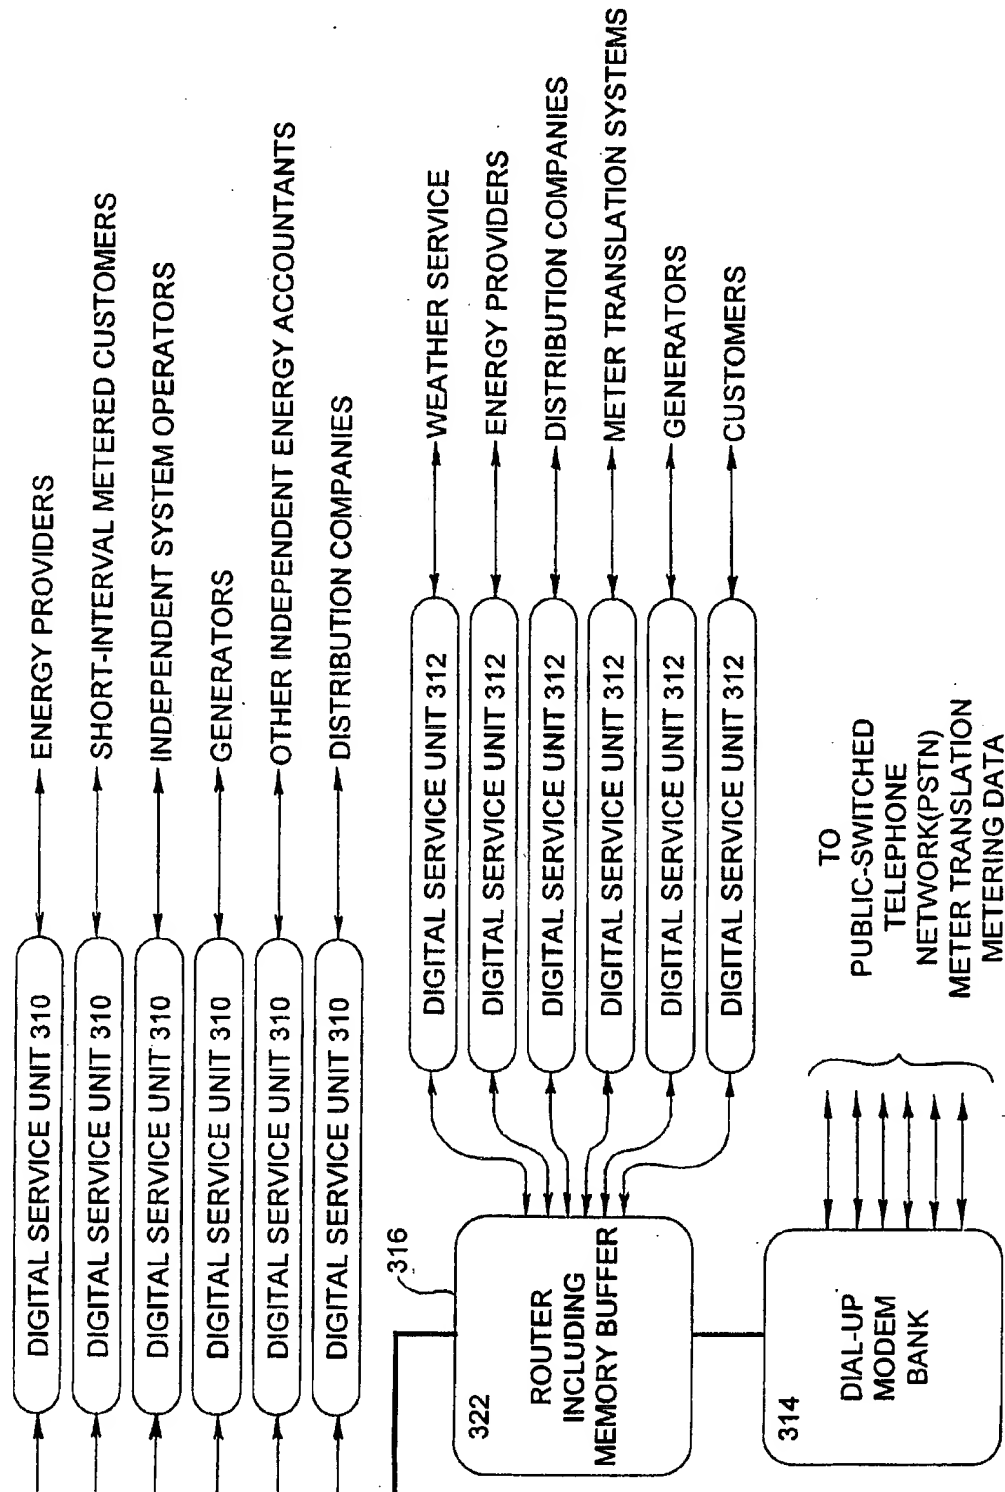 DIGITAL SERVICE UNIT 310
ENERGY PROVIDERS
DIGITAL SERVICE UNIT 310
SHORT-INTERVAL METERED CUSTOMERS
DIGITAL SERVICE UNIT 310
INDEPENDENT SYSTEM OPERATORS
DIGITAL SERVICE UNIT 310
GENERATORS
DIGITAL SERVICE UNIT 310
OTHER INDEPENDENT ENERGY ACCOUNTANTS
DIGITAL SERVICE UNIT 310
DISTRIBUTION COMPANIES
316
322
ROUTER
INCLUDING
MEMORY BUFFER
DIGITAL SERVICE UNIT 312
WEATHER SERVICE
DIGITAL SERVICE UNIT 312
ENERGY PROVIDERS
DIGITAL SERVICE UNIT 312
DISTRIBUTION COMPANIES
DIGITAL SERVICE UNIT 312
METER TRANSLATION SYSTEMS
DIGITAL SERVICE UNIT 312
GENERATORS
DIGITAL SERVICE UNIT 312
CUSTOMERS
314
DIAL-UP
MODEM
BANK
TO
PUBLIC-SWITCHED
TELEPHONE
NETWORK(PSTN)
METER TRANSLATION
METERING DATA